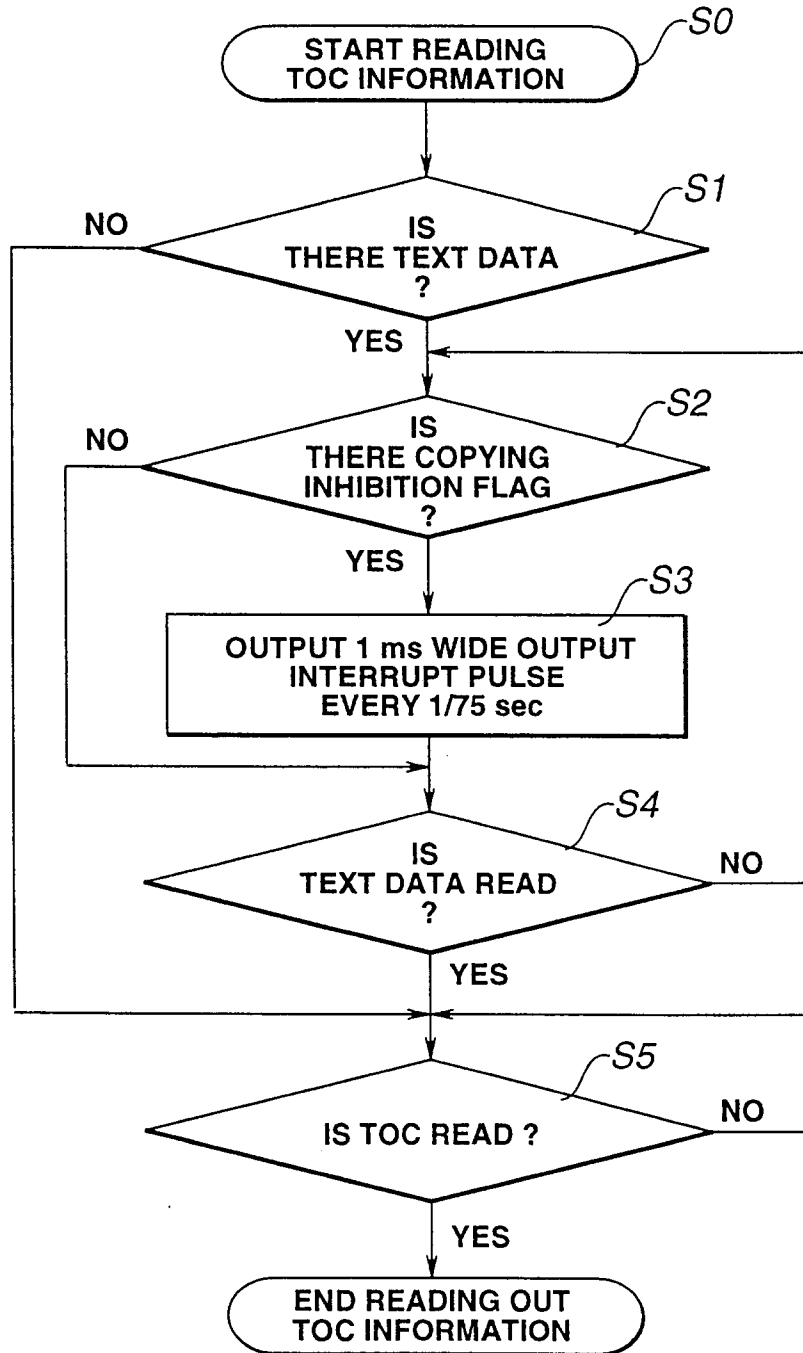 START READING
TOC INFORMATION
S0
S1
NO
IS
THERE TEXT DATA
?
YES
S2
NO
IS
THERE COPYING
INHIBITION FLAG
?
YES
S3
OUTPUT 1 ms WIDE OUTPUT
INTERRUPT PULSE
EVERY 1/75 sec
S4
IS
TEXT DATA READ
?
NO
YES
S5
IS TOC READ ?
NO
YES
END READING OUT
TOC INFORMATION